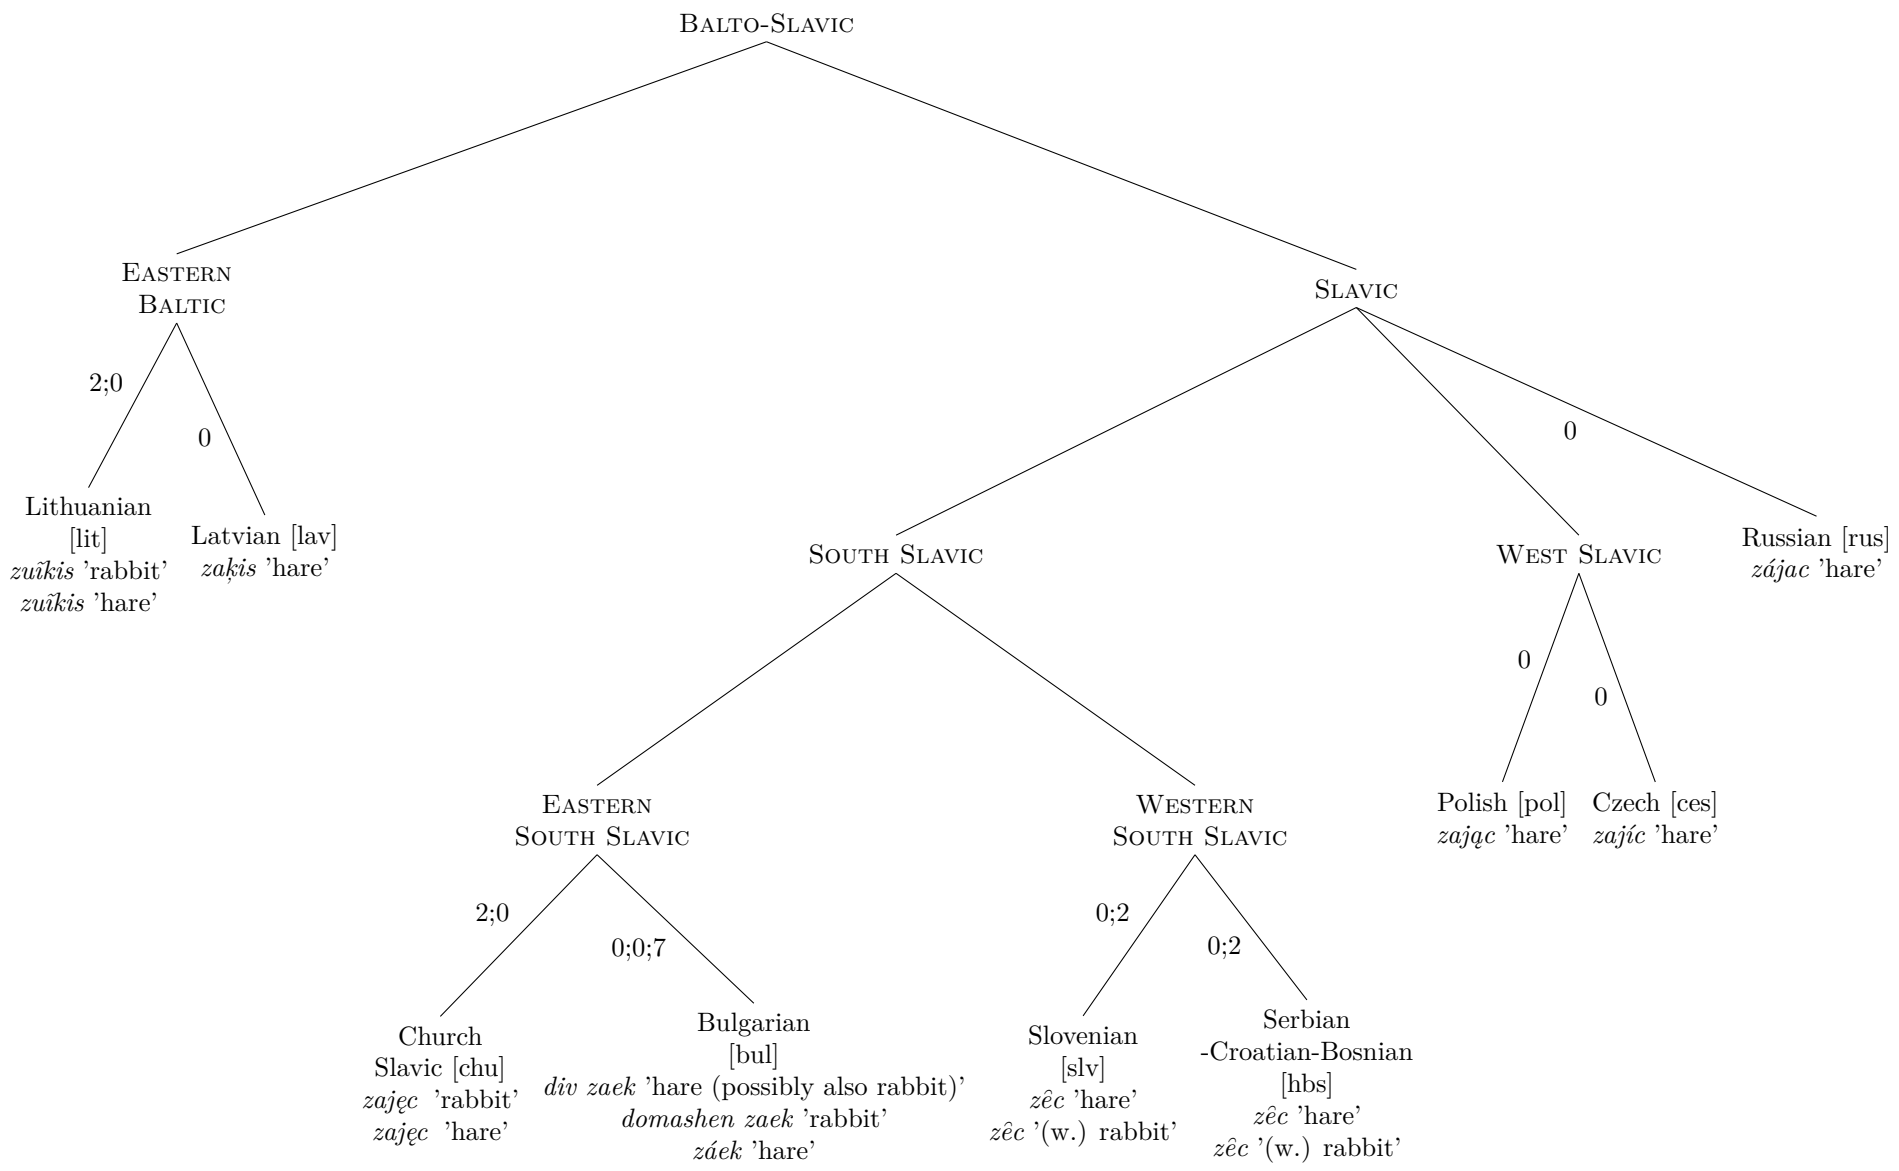 BALTO-SLAVIC
EASTERN
BALTIC
SLAVIC
2;0
0
0
Lithuanian
[lit]
zuĩkis 'rabbit'
zuĩkis 'hare'
Latvian [lav]
zaķis 'hare'
SOUTH SLAVIC
WEST SLAVIC
Russian [rus]
zájac 'hare'
0
0
EASTERN
SOUTH SLAVIC
WESTERN
SOUTH SLAVIC
Polish [pol]
zając 'hare'
Czech [ces]
zajíc 'hare'
2;0
0;0;7
0;2
0;2
Church
Slavic [chu]
zajęc 'rabbit'
zajęc 'hare'
Bulgarian
[bul]
div zaek 'hare (possibly also rabbit)'
domashen zaek 'rabbit'
záek 'hare'
Slovenian
[slv]
zȇc 'hare'
zȇc '(w.) rabbit'
Serbian
-Croatian-Bosnian
[hbs]
zȇc 'hare'
zȇc '(w.) rabbit'